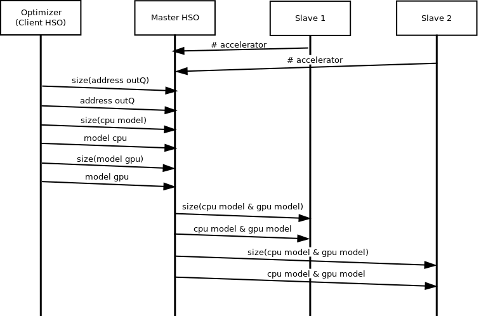 Optimizer
(Client HSO)
Master HSO
Slave 1
Slave 2
# accelerator
# accelerator
size(address outQ)
address outQ
size(cpu model)
model cpu
size(model gpu)
model gpu
size(cpu model & gpu model)
cpu model & gpu model
size(cpu model & gpu model)
cpu model & gpu model